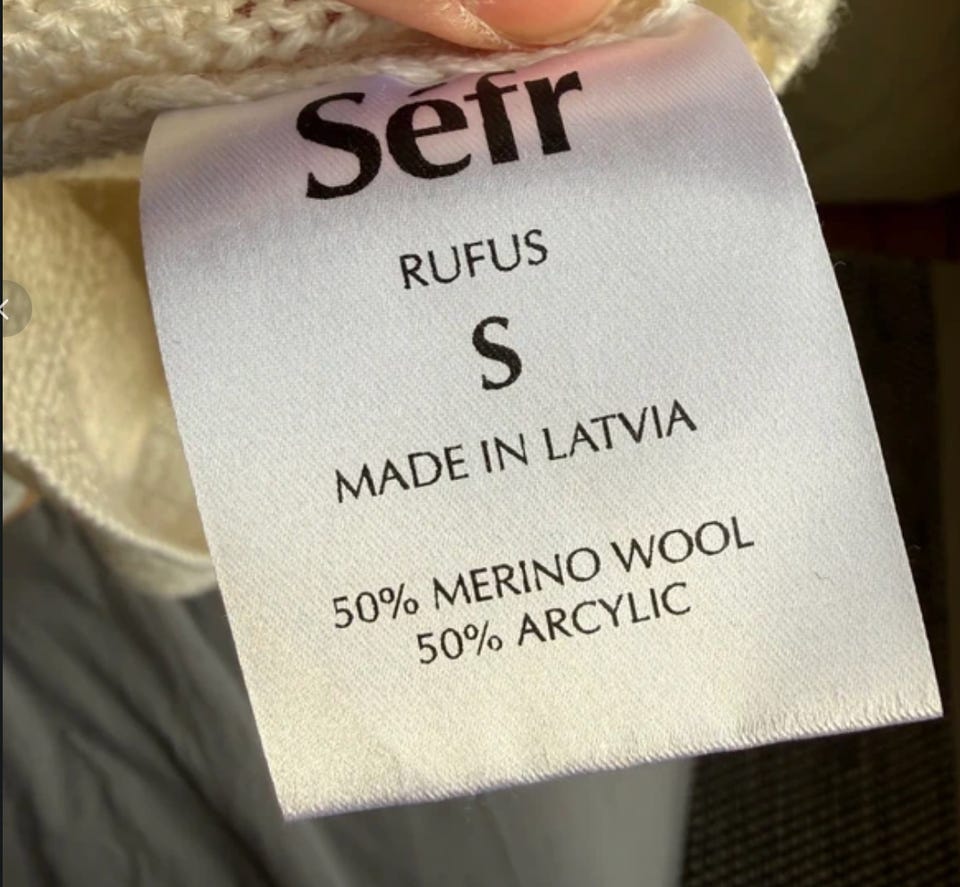 Séfr
RUFUS
S
MADE IN LATVIA
50% MERINO WOOL
50% ARCYLIC